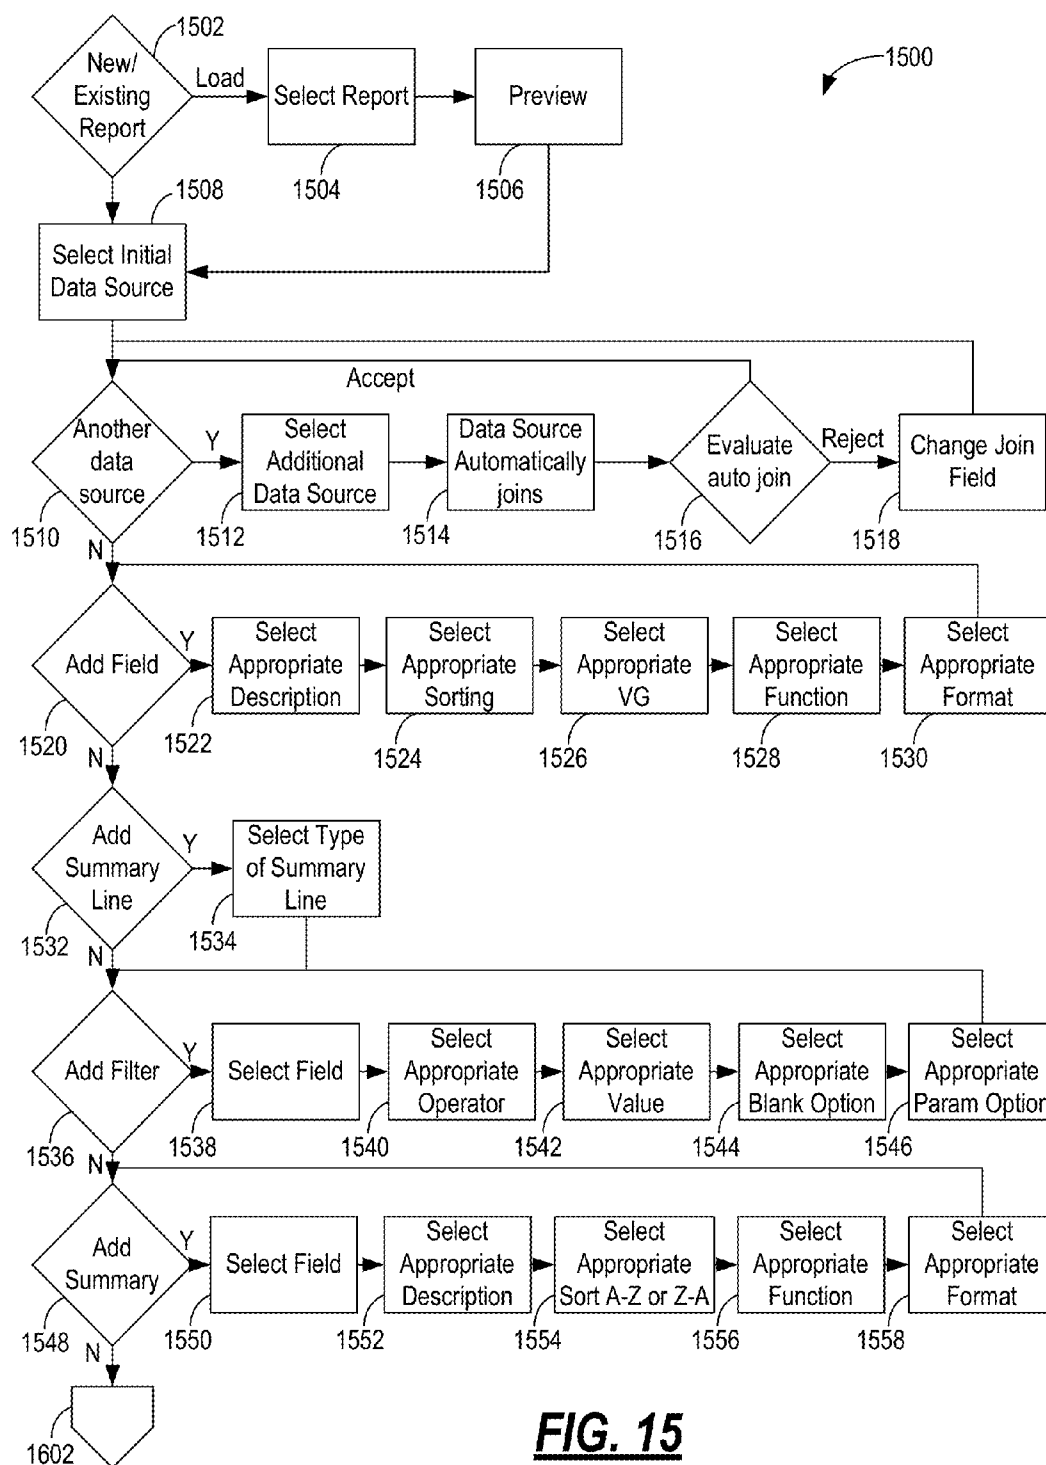 1502
New/
Existing
Report
Load
Select Report
Preview
1500
1504
1506
1508
Select Initial
Data Source
Accept
Another
data
source
Y
Select
Additional
Data Source
Data Source
Automatically
joins
Evaluate
auto join
Reject
Change Join
Field
1510
1512
1514
1516
1518
N
Add Field
Y
Select
Appropriate
Description
Select
Appropriate
Sorting
Select
Appropriate
VG
Select
Appropriate
Function
Select
Appropriate
Format
1520
1522
1524
1526
1528
1530
N
Add
Summary
Line
Y
Select Type
of Summary
Line
1532
1534
N
Add Filter
Y
Select Field
Select
Appropriate
Operator
Select
Appropriate
Value
Select
Appropriate
Blank Option
Select
Appropriate
Param Option
1536
1538
1540
1542
1544
1546
N
Add
Summary
Y
Select Field
Select
Appropriate
Description
Select
Appropriate
Sort A-Z or Z-A
Select
Appropriate
Function
Select
Appropriate
Format
1548
1550
1552
1554
1556
1558
N
1602
FIG. 15